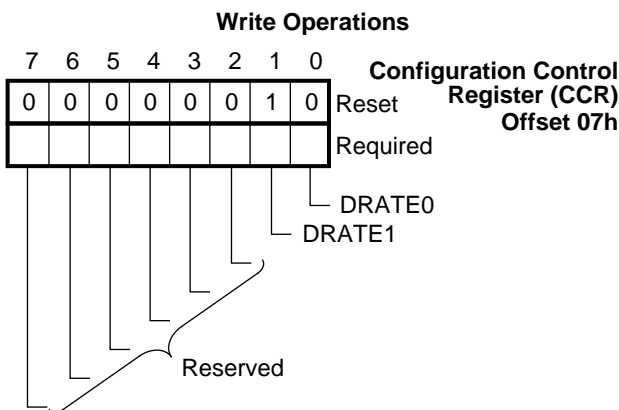 Write Operations
7 6 5 4 3 2 1 0
Configuration Control
Register (CCR)
Offset 07h
0 0 0 0 0 0 1 0 Reset
Required
DRATE0
DRATE1
Reserved